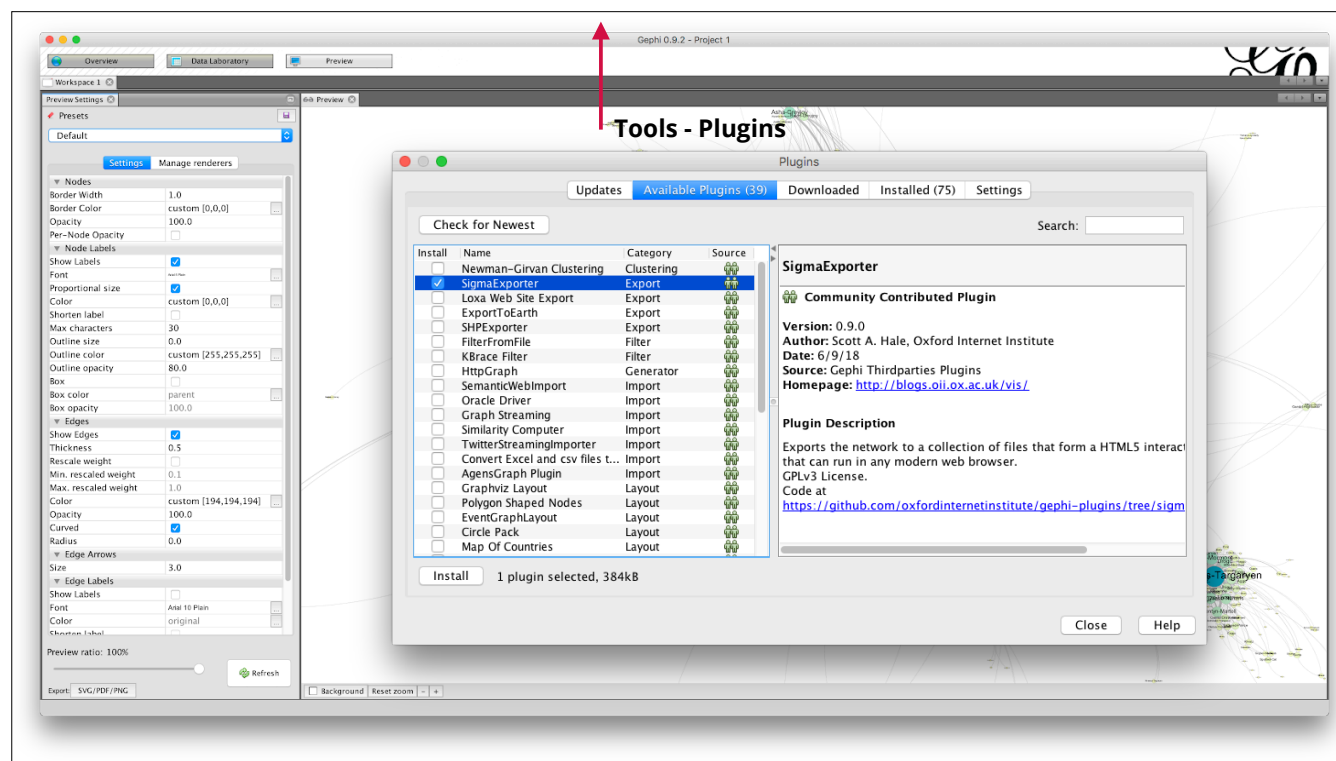 Gephi 0.9.2 - Project 1
Overview
Data Laboratory
Preview
Workspace 1
Preview Settings
Preview
Presets
Default
Settings
Manage renderers
Nodes
Border Width 1.0
Border Color custom [0,0,0] ...
Opacity 100.0
Per-Node Opacity
Node Labels
Show Labels
Font ...
Proportional size
Color custom [0,0,0] ...
Shorten label
Max characters 30
Outline size 0.0
Outline color custom [255,255,255] ...
Outline opacity 80.0
Box
Box color parent ...
Box opacity 100.0
Edges
Show Edges
Thickness 0.5
Rescale weight
Min. rescaled weight 0.1
Max. rescaled weight 1.0
Color custom [194,194,194] ...
Opacity 100.0
Curved
Radius 0.0
Edge Arrows
Size 3.0
Edge Labels
Show Labels
Font Arial 10 Plain ...
Color original ...
Shorten label
Preview ratio: 100%
Refresh
Export: SVG/PDF/PNG
Tools - Plugins
Plugins
Updates
Available Plugins (39)
Downloaded
Installed (75)
Settings
Check for Newest
Search:
Install Name Category Source
Newman-Girvan Clustering Clustering
SigmaExporter Export
Loxa Web Site Export Export
ExportToEarth Export
SHPExporter Export
FilterFromFile Filter
KBrace Filter Filter
HttpGraph Generator
SemanticWebImport Import
Oracle Driver Import
Graph Streaming Import
Similarity Computer Import
TwitterStreamingImporter Import
Convert Excel and csv files t... Import
AgensGraph Plugin Import
Graphviz Layout Layout
Polygon Shaped Nodes Layout
EventGraphLayout Layout
Circle Pack Layout
Map Of Countries Layout
Install
1 plugin selected, 384kB
SigmaExporter
Community Contributed Plugin
Version: 0.9.0
Author: Scott A. Hale, Oxford Internet Institute
Date: 6/9/18
Source: Gephi Thirdparties Plugins
Homepage: http://blogs.oii.ox.ac.uk/vis/
Plugin Description
Exports the network to a collection of files that form a HTML5 interact
that can run in any modern web browser.
GPLv3 License.
Code at
https://github.com/oxfordinternetinstitute/gephi-plugins/tree/sigm
Close
Help
Background
Reset zoom
-
+